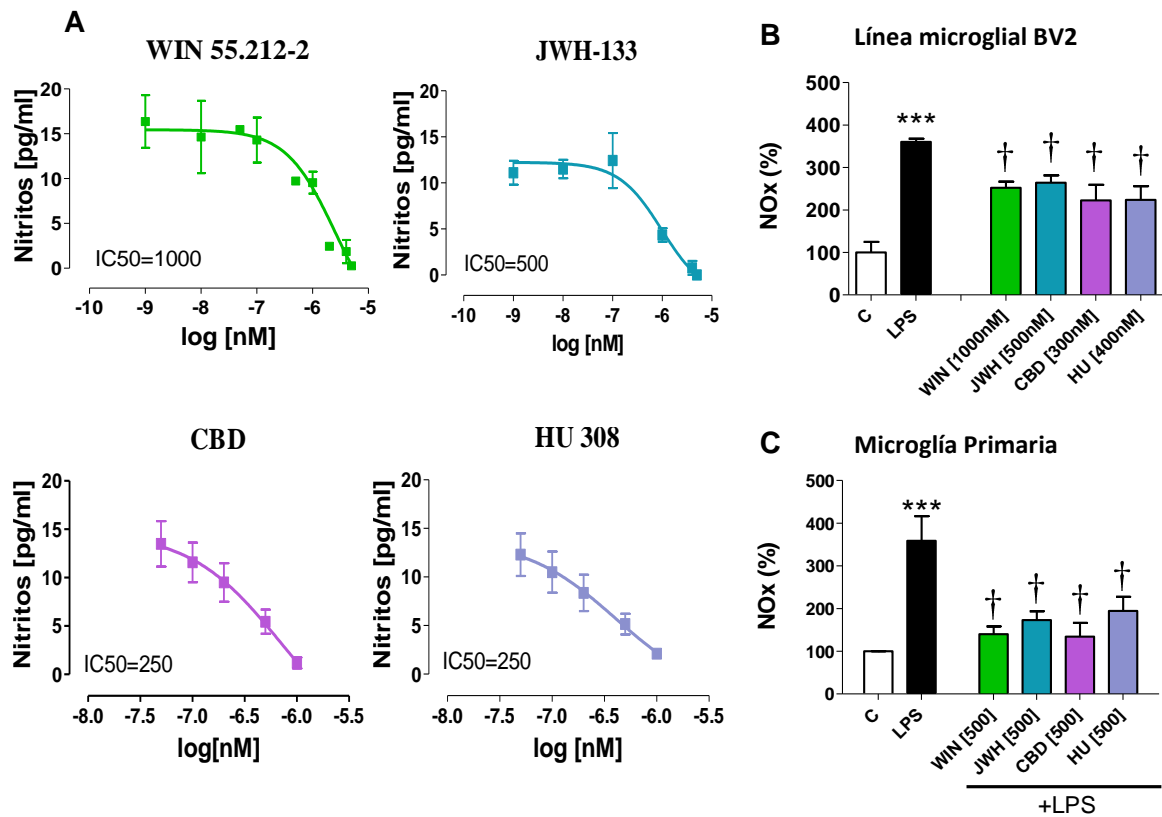 A
WIN 55.212-2
Nitritos [pg/ml]
20
15
10
5
0
IC50=1000
-10 -9 -8 -7 -6 -5
log [nM]
JWH-133
Nitritos [pg/ml]
20
15
10
5
0
IC50=500
-10 -9 -8 -7 -6 -5
log [nM]
CBD
Nitritos [pg/ml]
20
15
10
5
0
IC50=250
-8.0 -7.5 -7.0 -6.5 -6.0 -5.5
log[nM]
HU 308
Nitritos [pg/ml]
20
15
10
5
0
IC50=250
-8.0 -7.5 -7.0 -6.5 -6.0 -5.5
log [nM]
B
Línea microglial BV2
NOx (%)
500
400
300
200
100
0
***
† † † †
C
LPS
WIN [1000nM]
JWH [500nM]
CBD [300nM]
HU [400nM]
C
Microglía Primaria
NOx (%)
500
400
300
200
100
0
***
† † † †
C
LPS
WIN [500]
JWH [500]
CBD [500]
HU [500]
+LPS